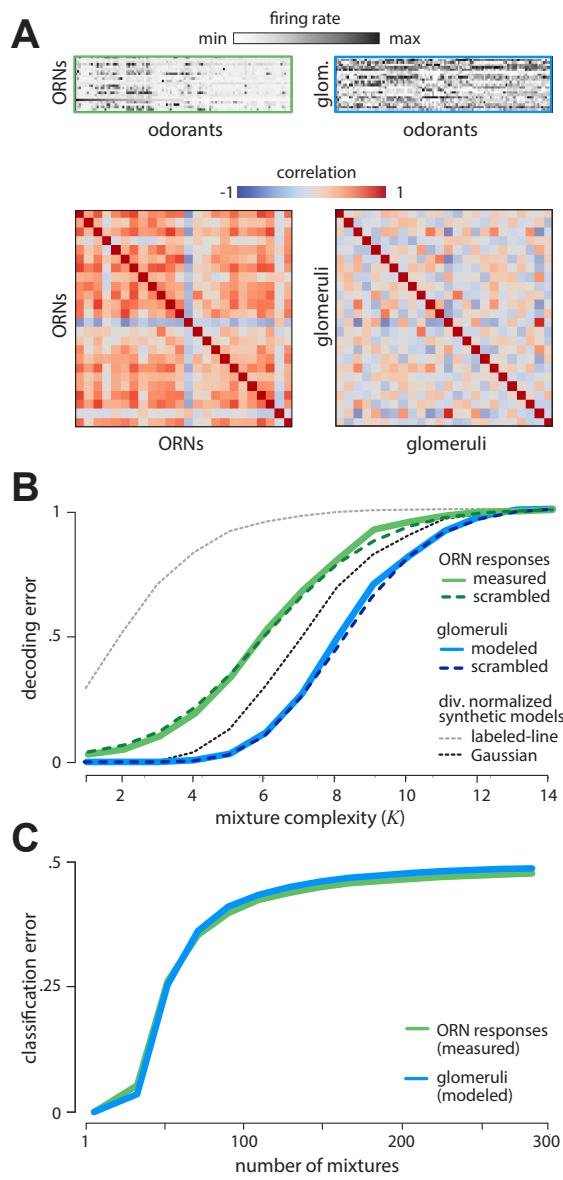 A
firing rate
min
max
ORNs
glom.
odorants
odorants
correlation
-1
1
ORNs
glomeruli
ORNs
glomeruli
B
1
.5
0
decoding error
ORN responses
measured
scrambled
glomeruli
modeled
scrambled
div. normalized
synthetic models
labeled-line
Gaussian
2
4
6
8
10
12
14
mixture complexity (K)
C
.5
.25
0
classification error
ORN responses
(measured)
glomeruli
(modeled)
1
100
200
300
number of mixtures